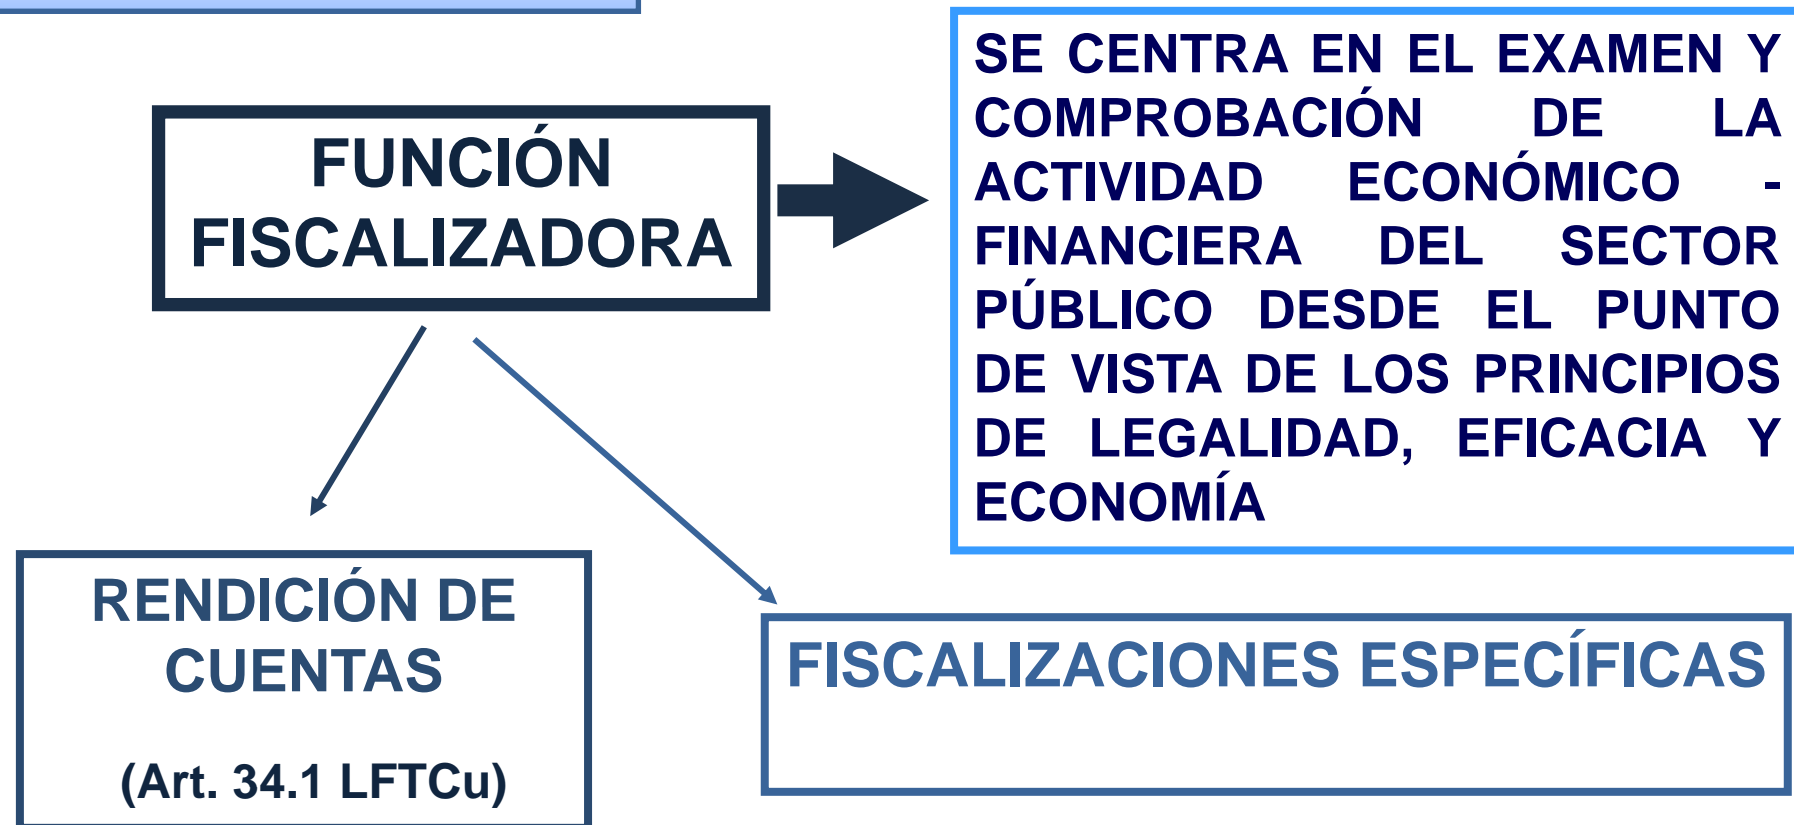 FUNCIÓN
FISCALIZADORA
SE CENTRA EN EL EXAMEN Y
COMPROBACIÓN DE LA
ACTIVIDAD ECONÓMICO -
FINANCIERA DEL SECTOR
PÚBLICO DESDE EL PUNTO
DE VISTA DE LOS PRINCIPIOS
DE LEGALIDAD, EFICACIA Y
ECONOMÍA
RENDICIÓN DE
CUENTAS
(Art. 34.1 LFTCu)
FISCALIZACIONES ESPECÍFICAS